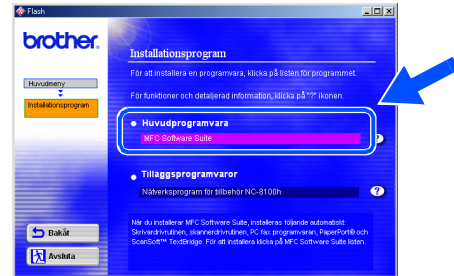 Flash
brother.
Huvudmeny
Installationsprogram
Installationsprogram
För att installera en programvara, klicka på listen för programmet.
För funktioner och detaljerad information, klicka på "?" ikonen.
Huvudprogramvara
MFC Software Suite
?
Tilläggsprogramvaror
Nätverksprogram för tillbehör NC-8100h
?
När du installerar MFC Software Suite, installeras följande automatiskt:
Skrivardrivrutinen, skannerdrivrutinen, PC fax programvaran, PaperPort® och
ScanSoft™ TextBridge. För att installera klicka på MFC Software Suite listen.
Bakåt
Avsluta